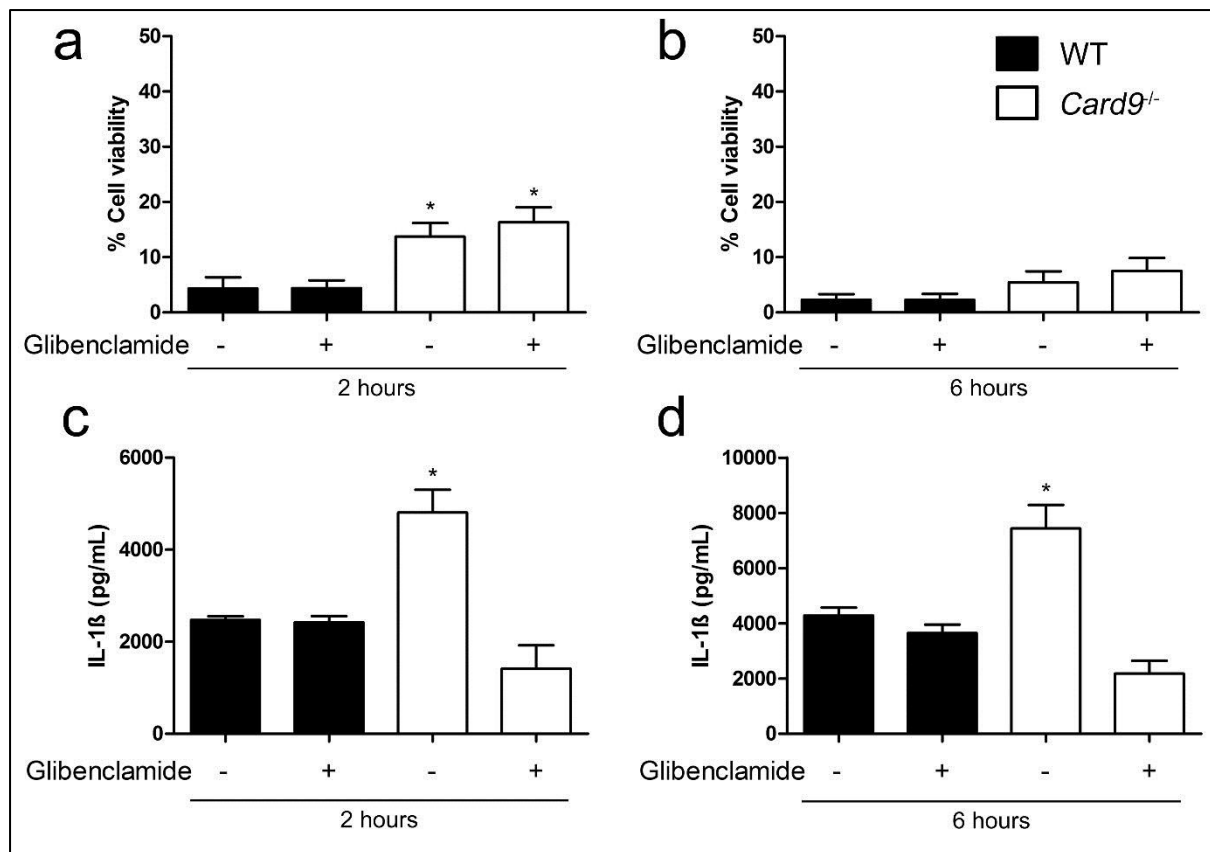 a
50
40
30
20
10
0
% Cell viability
*
*
Glibenclamide - + - +
2 hours
b
50
40
30
20
10
0
% Cell viability
WT
Card9-/-
Glibenclamide - + - +
6 hours
c
6000
4000
2000
0
IL-1ß (pg/mL)
*
Glibenclamide - + - +
2 hours
d
10000
8000
6000
4000
2000
0
IL-1ß (pg/mL)
*
Glibenclamide - + - +
6 hours